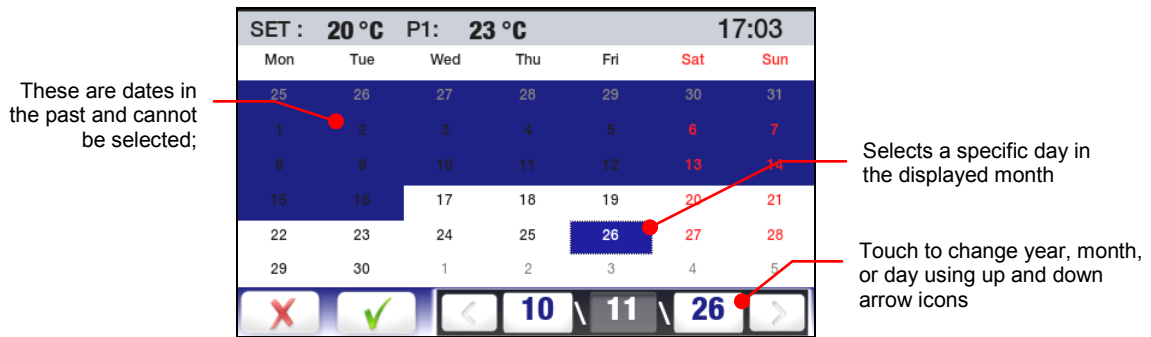 SET : 20 °C P1: 23 °C 17:03
Mon Tue Wed Thu Fri Sat Sun
25 26 27 28 29 30 31
1 2 3 4 5 6 7
8 9 10 11 12 13 14
15 16 17 18 19 20 21
22 23 24 25 26 27 28
29 30 1 2 3 4 5
10 \ 11 \ 26
These are dates in
the past and cannot
be selected;
Selects a specific day in
the displayed month
Touch to change year, month,
or day using up and down
arrow icons